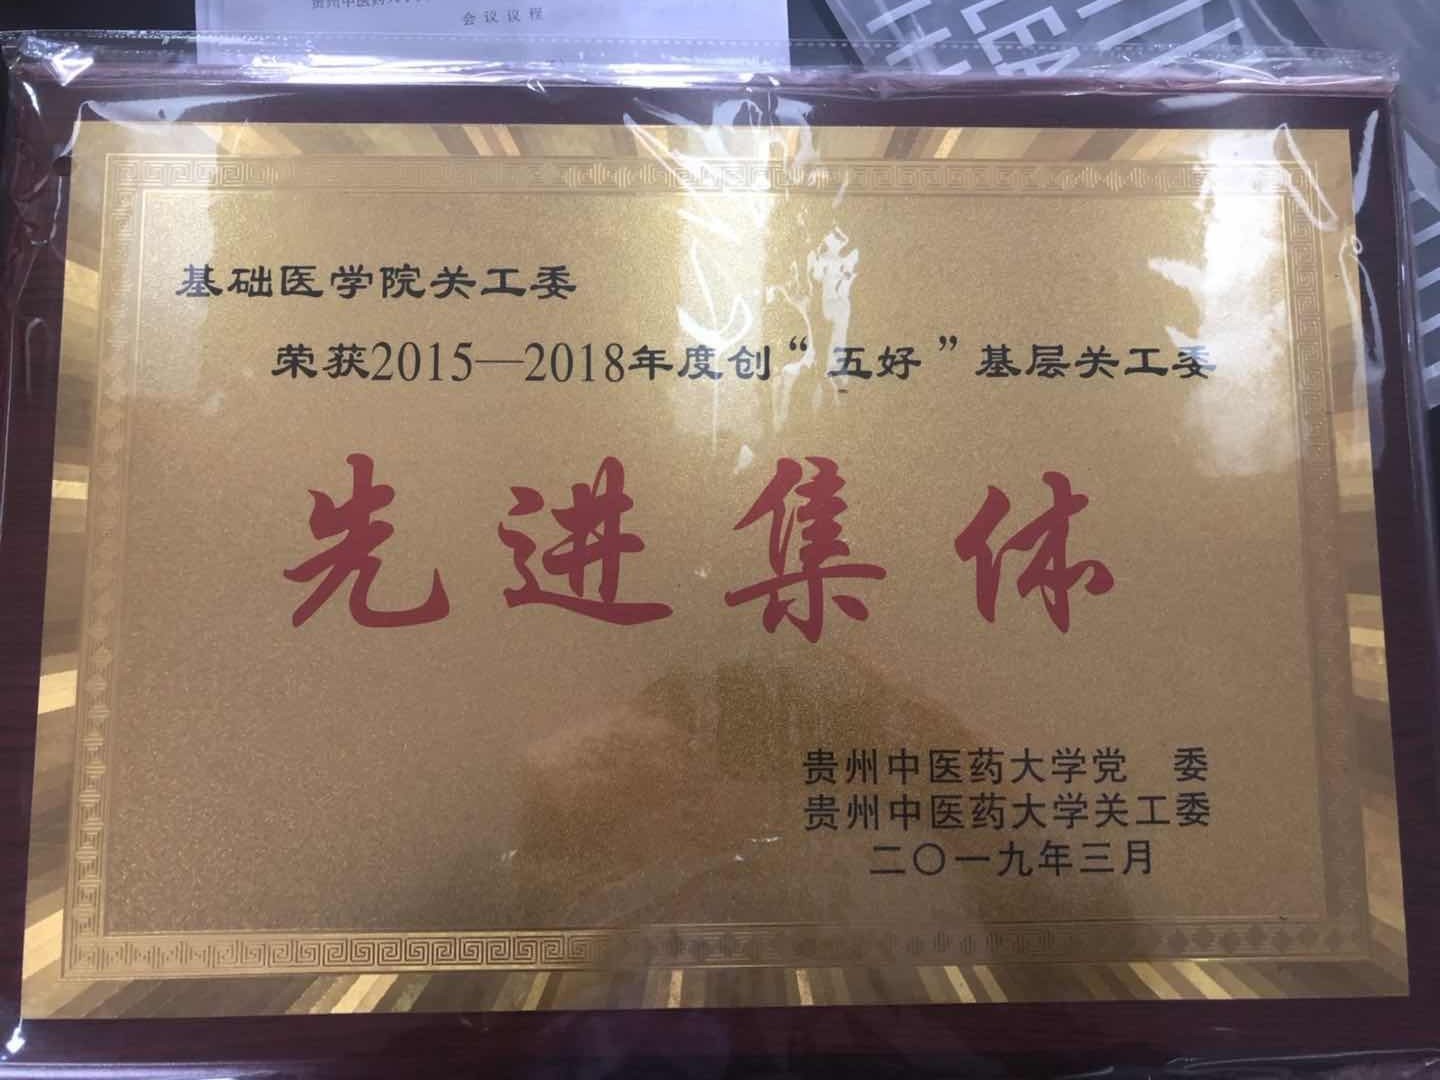 会议议程
基础医学院关工委
荣获2015—2018年度创“五好”基层关工委
先进集体
贵州中医药大学党 委
贵州中医药大学关工委
二〇一九年三月